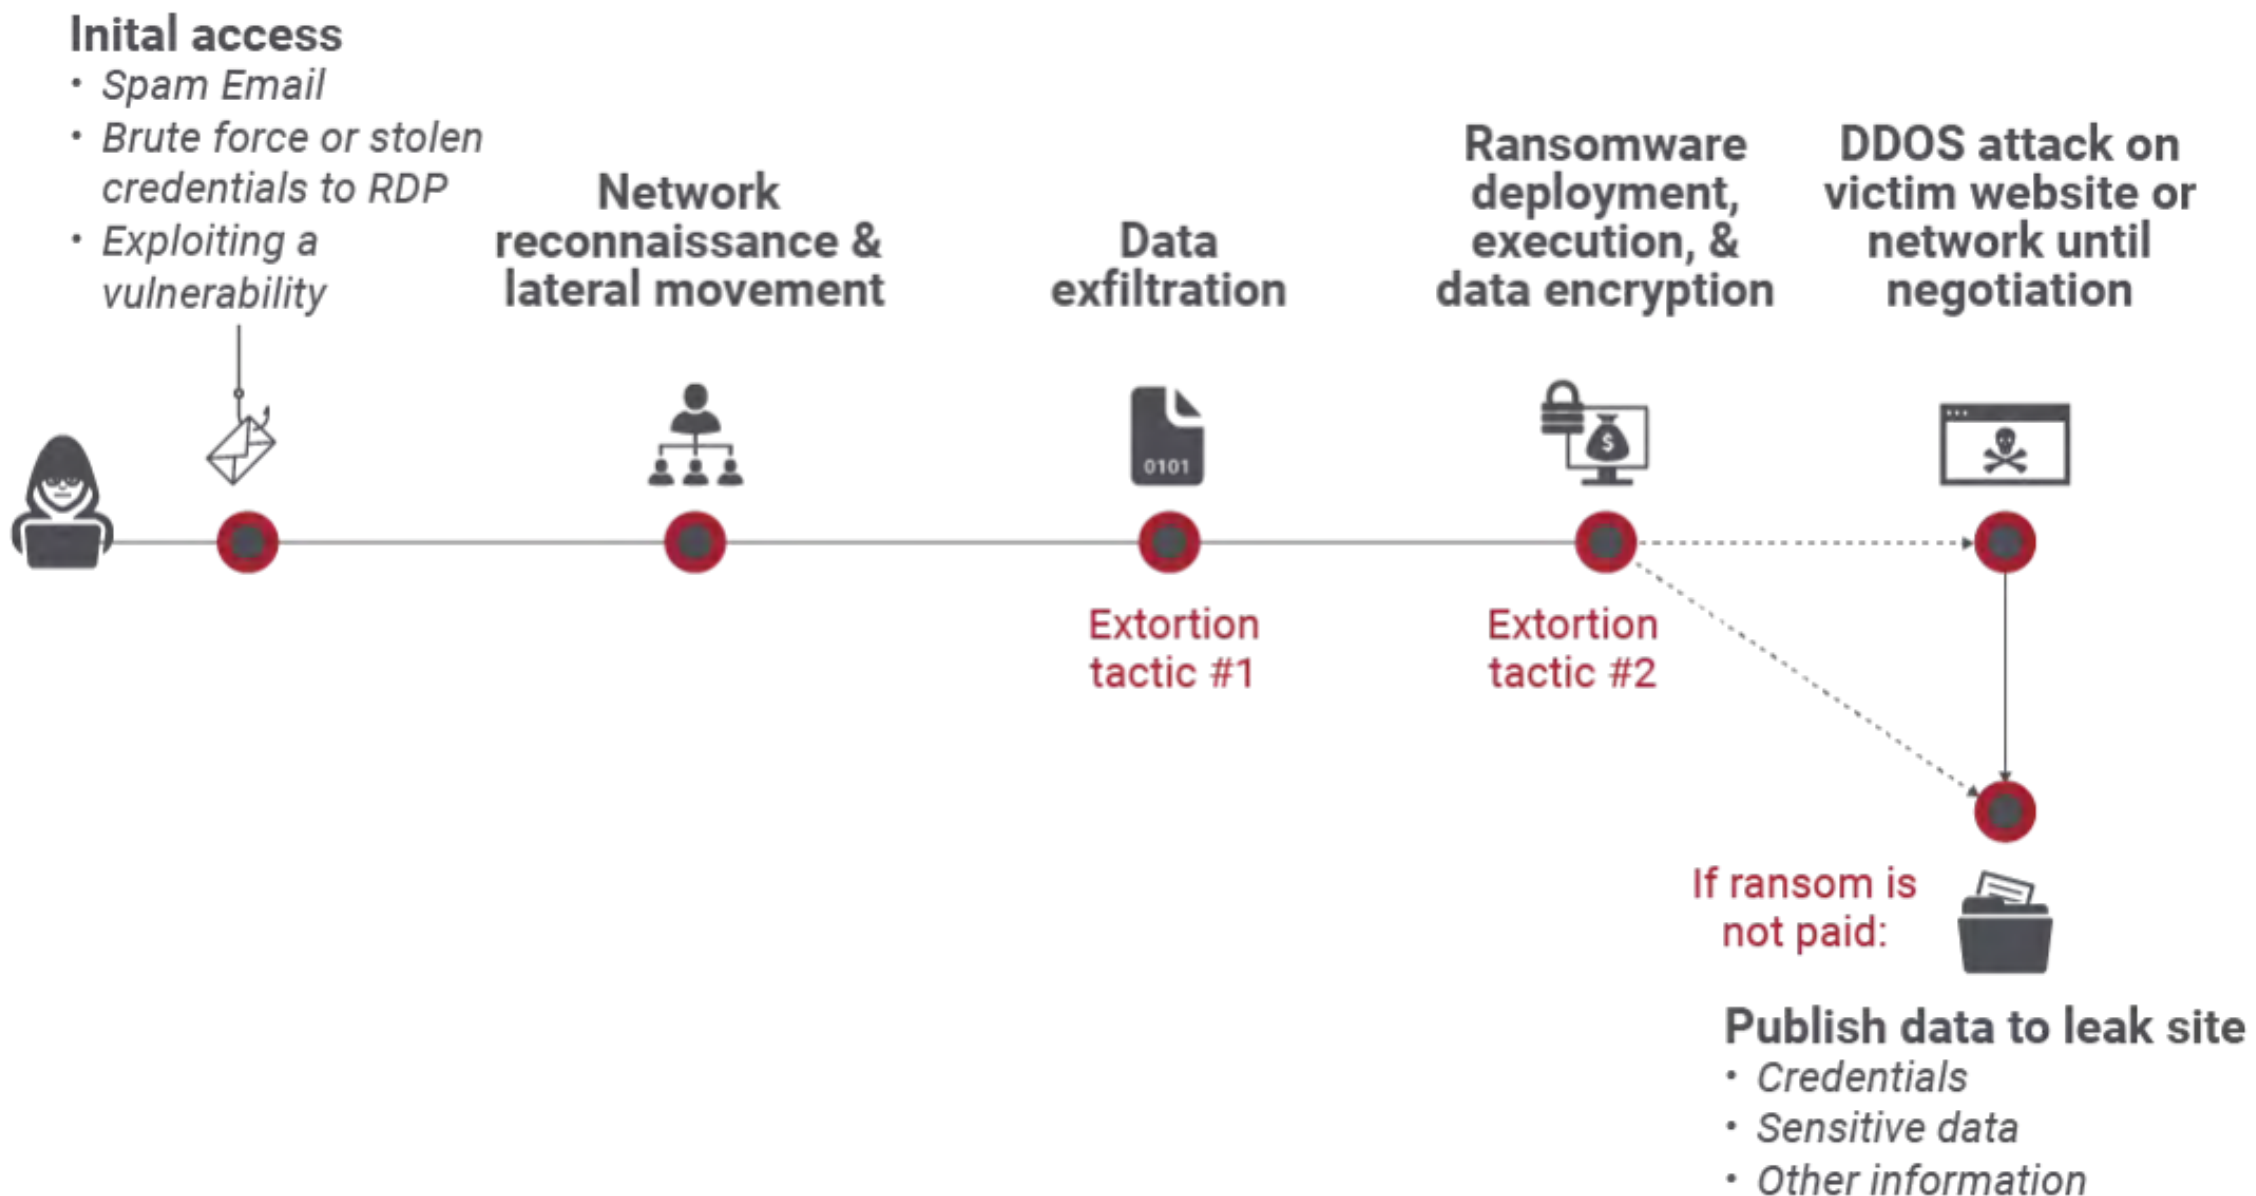 Inital access
• Spam Email
• Brute force or stolen
credentials to RDP
• Exploiting a
vulnerability
Network
reconnaissance &
lateral movement
Data
exfiltration
Ransomware
deployment,
execution, &
data encryption
DDOS attack on
victim website or
network until
negotiation
0101
$
Extortion
tactic #1
Extortion
tactic #2
If ransom is
not paid:
Publish data to leak site
• Credentials
• Sensitive data
• Other information